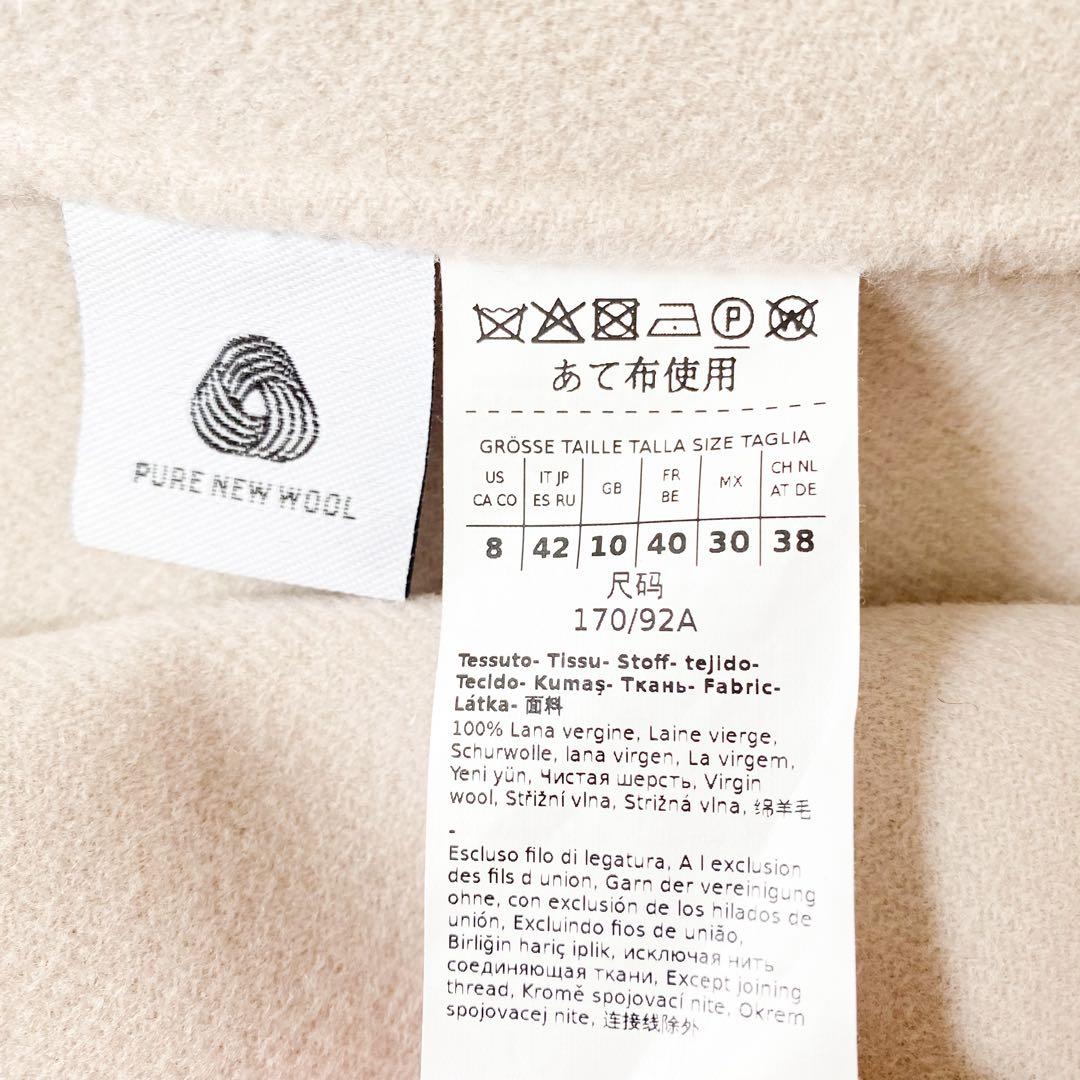 PURE NEW WOOL
P
W
あて布使用
GRÖSSE TAILLE TALLA SIZE TAGLIA
US IT JP GB FR MX CH NL
CA CO ES RU BE AT DE
8 42 10 40 30 38
尺码
170/92A
Tessuto- Tissu- Stoff- tejido-
Tecido- Kumaş- Ткань- Fabric-
Látka- 面料
100% Lana vergine, Laine vierge,
Schurwolle, lana virgen, La virgem,
Yeni yün, Чистая шерсть, Virgin
wool, Střižní vlna, Strižná vlna, 绵羊毛
-
Escluso filo di legatura, A l exclusion
des fils d union, Garn der vereinigung
ohne, con exclusión de los hilados de
unión, Excluindo fios de união,
Birliğin hariç iplik, исключая нить
соединяющая ткани, Except joining
thread, Kromě spojovací nite, Okrem
spojovacej nite, 连接线除外